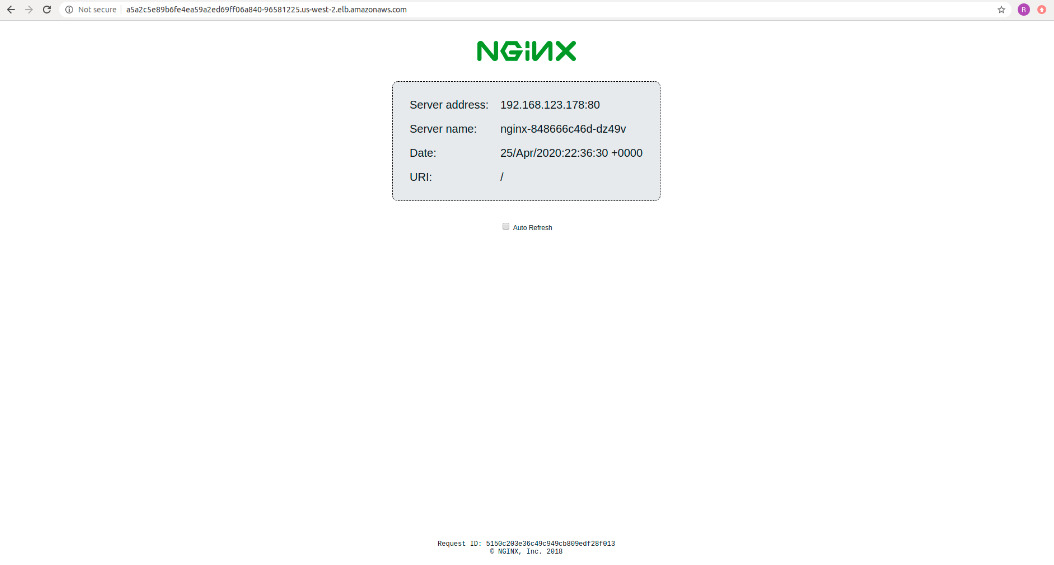 Not secure a5a2c5e89b6fe4ea59a2ed69ff06a840-96581225.us-west-2.elb.amazonaws.com
B
NGINX
Server address: 192.168.123.178:80
Server name: nginx-848666c46d-dz49v
Date: 25/Apr/2020:22:36:30 +0000
URI: /
Auto Refresh
Request ID: 5150c203e36c49c949cb809edf28f013
© NGINX, Inc. 2018